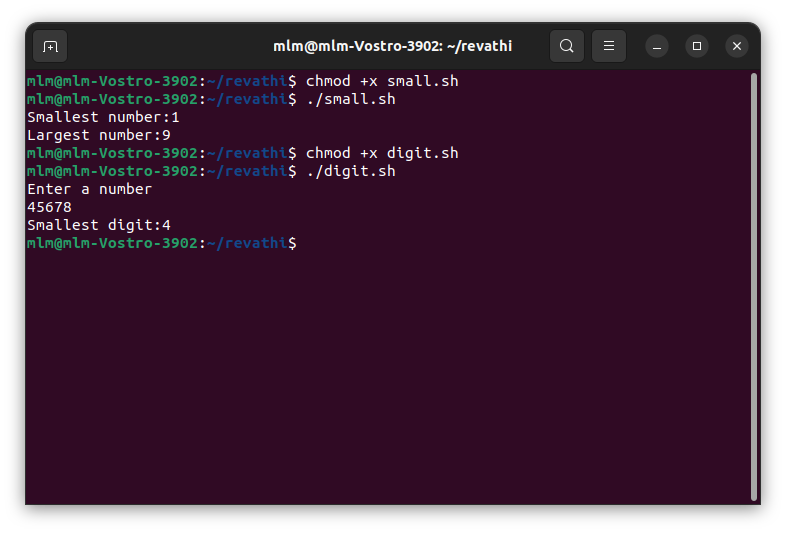 mlm@mlm-Vostro-3902: ~/revathi
mlm@mlm-Vostro-3902:~/revathi$ chmod +x small.sh
mlm@mlm-Vostro-3902:~/revathi$ ./small.sh
Smallest number:1
Largest number:9
mlm@mlm-Vostro-3902:~/revathi$ chmod +x digit.sh
mlm@mlm-Vostro-3902:~/revathi$ ./digit.sh
Enter a number
45678
Smallest digit:4
mlm@mlm-Vostro-3902:~/revathi$